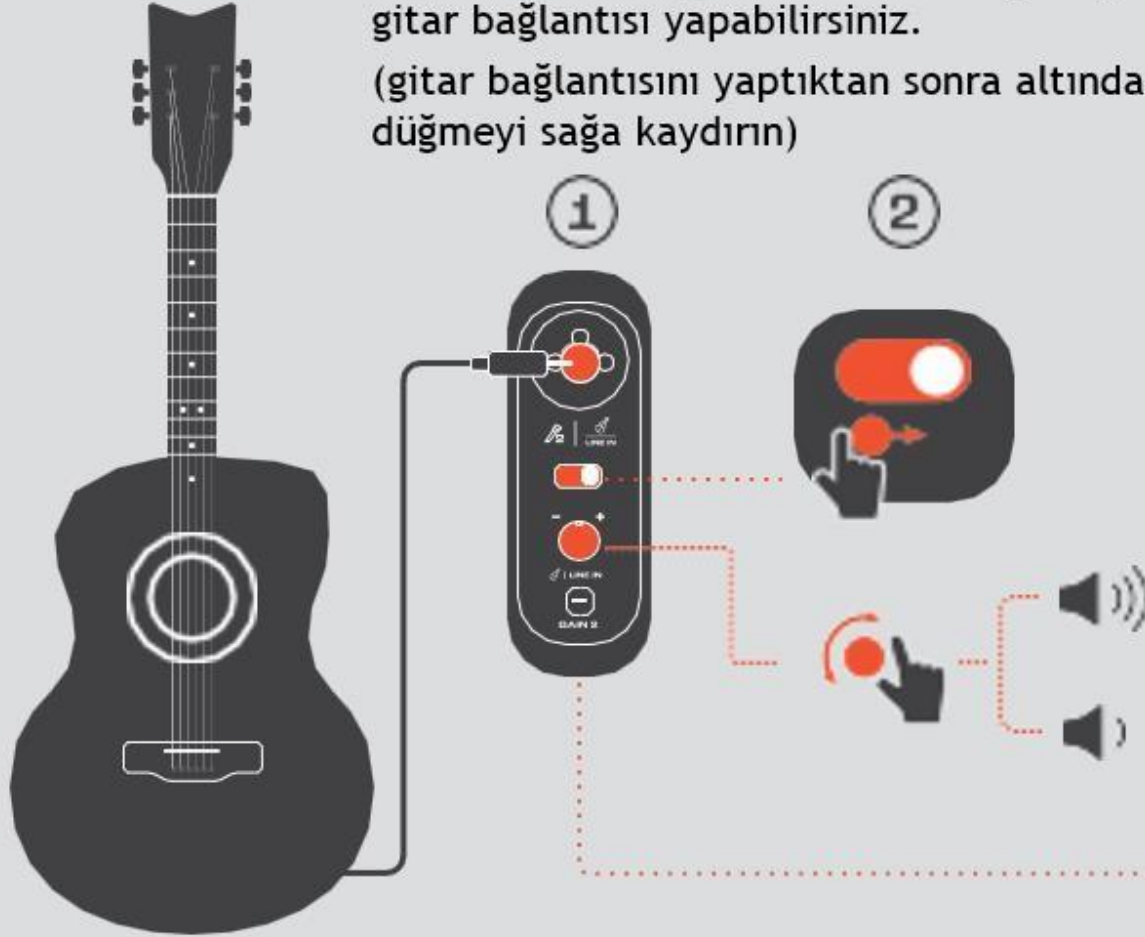 gitar bağlantısı yapabilirsiniz.
(gitar bağlantısını yaptıktan sonra altında
düğmeyi sağa kaydırın)
1
2
LINE IN
- +
| LINE IN
GAIN 2